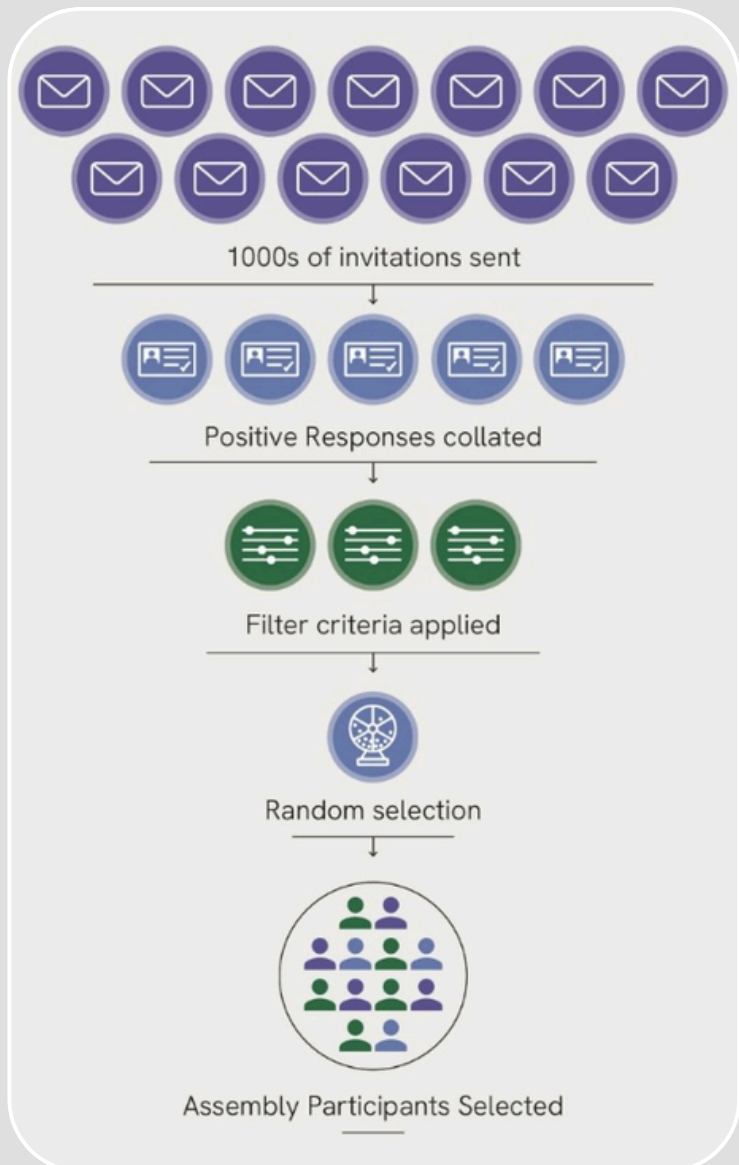 1000s of invitations sent
Positive Responses collated
Filter criteria applied
Random selection
Assembly Participants Selected